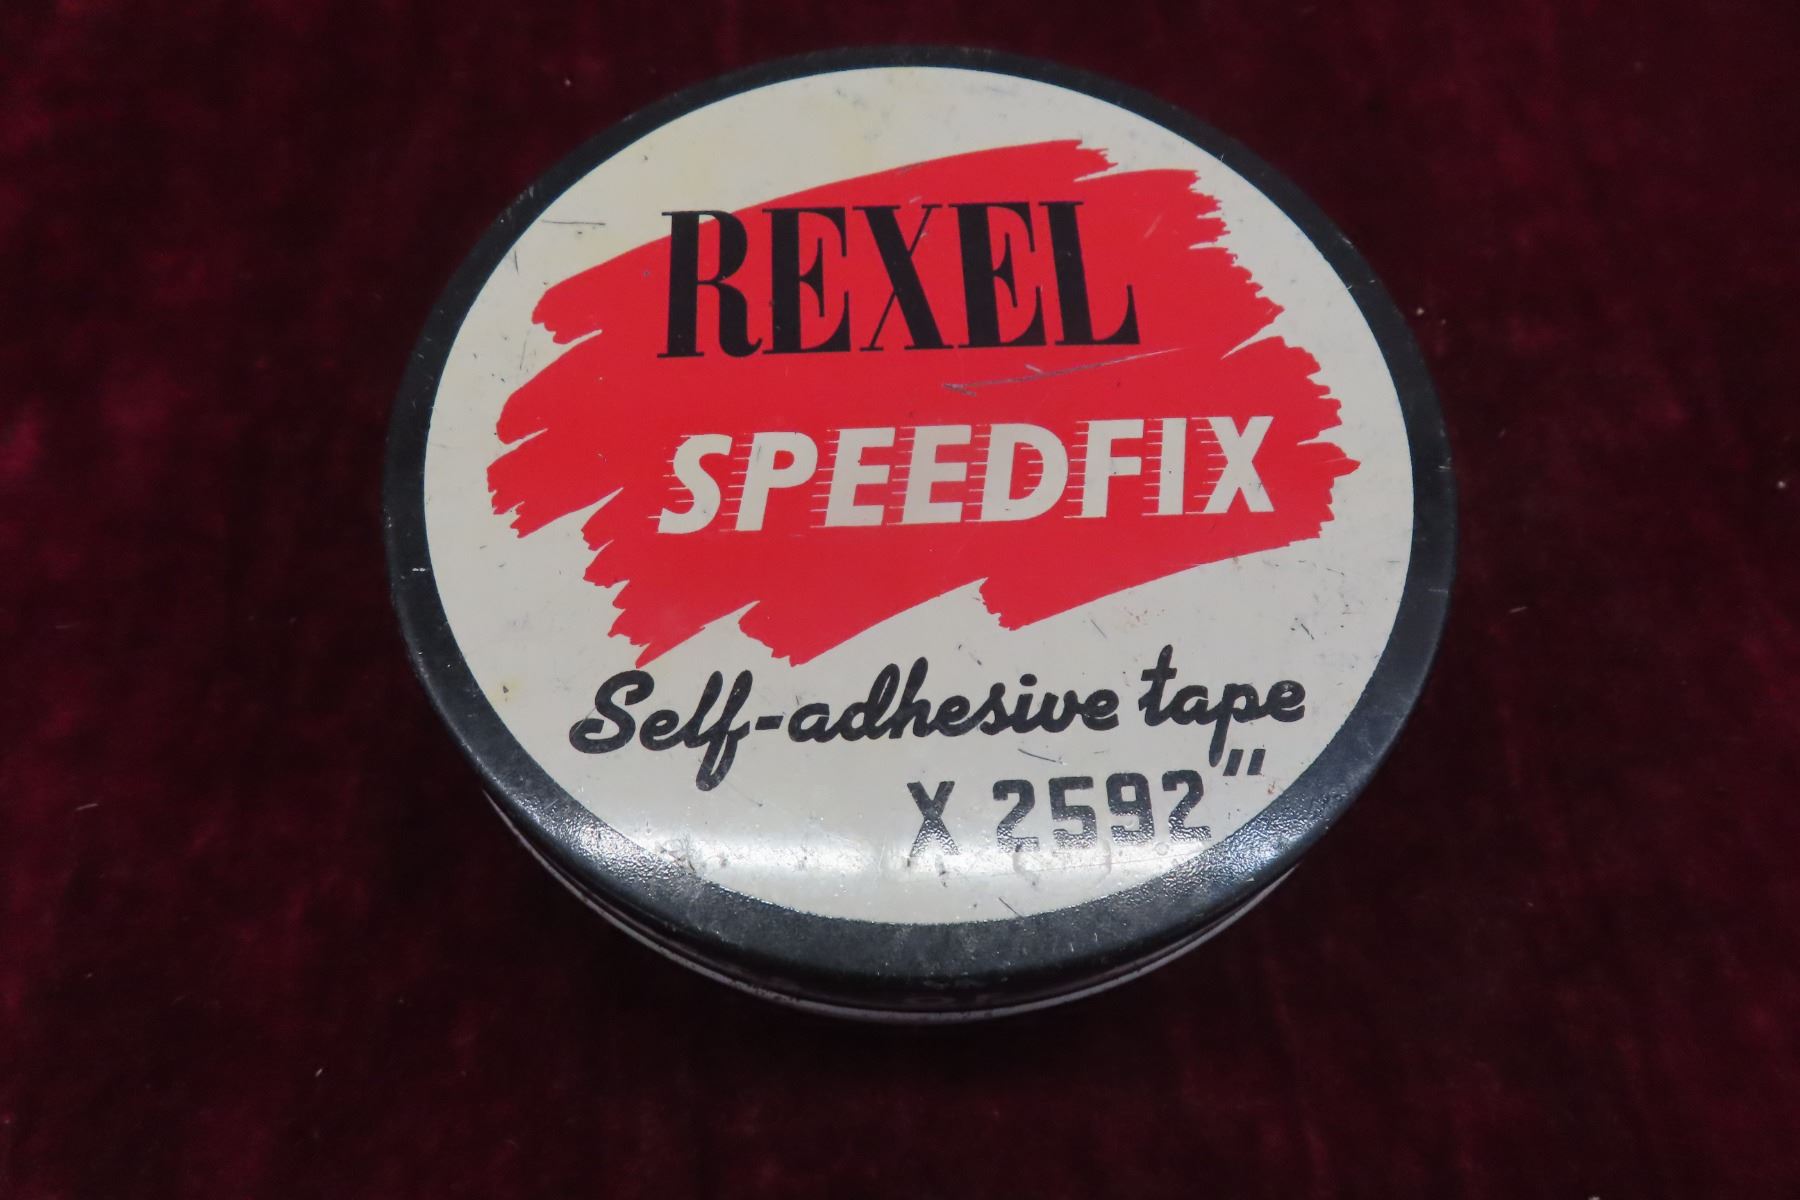 REXEL
SPEEDFIX
Self-adhesive tape
X 2592"